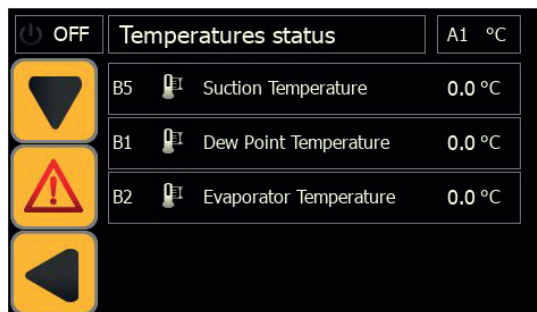 OFF Temperatures status A1 °C
B5 Suction Temperature 0.0 °C
B1 Dew Point Temperature 0.0 °C
B2 Evaporator Temperature 0.0 °C